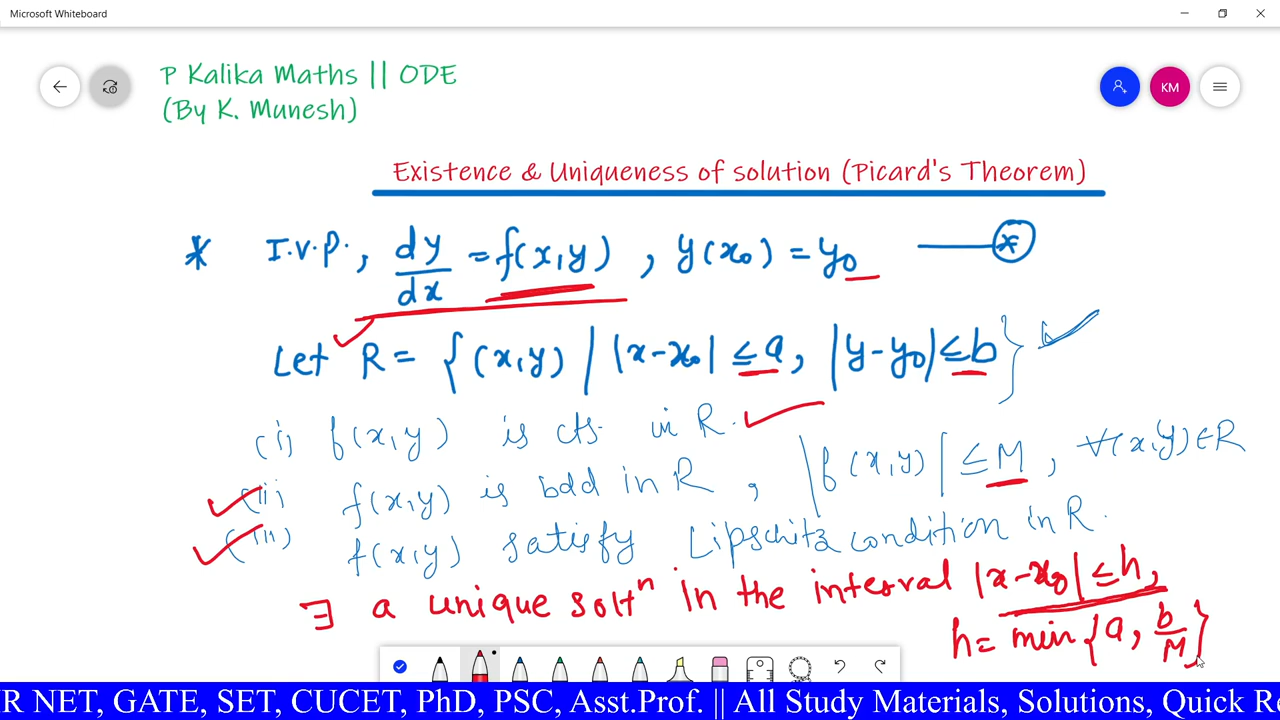 Microsoft Whiteboard
P Kalika Maths || ODE
(By K. Munesh)
KM
Existence & Uniqueness of solution (Picard's Theorem)
* I.V.P., dy/dx = f(x,y), y(x₀) = y₀ —— *
Let R = {(x,y) | |x-x₀| ≤ a, |y-y₀| ≤ b}
(i) f(x,y) is cts in R.
(ii) f(x,y) is bdd in R, |f(x,y)| ≤ M, ∀(x,y)∈R
(iii) f(x,y) satisfy Lipschitz condition in R.
∃ a unique solⁿ in the interval |x-x₀| ≤ h,
h = min{a, b/M}
R NET, GATE, SET, CUCET, PhD, PSC, Asst.Prof. || All Study Materials, Solutions, Quick Re